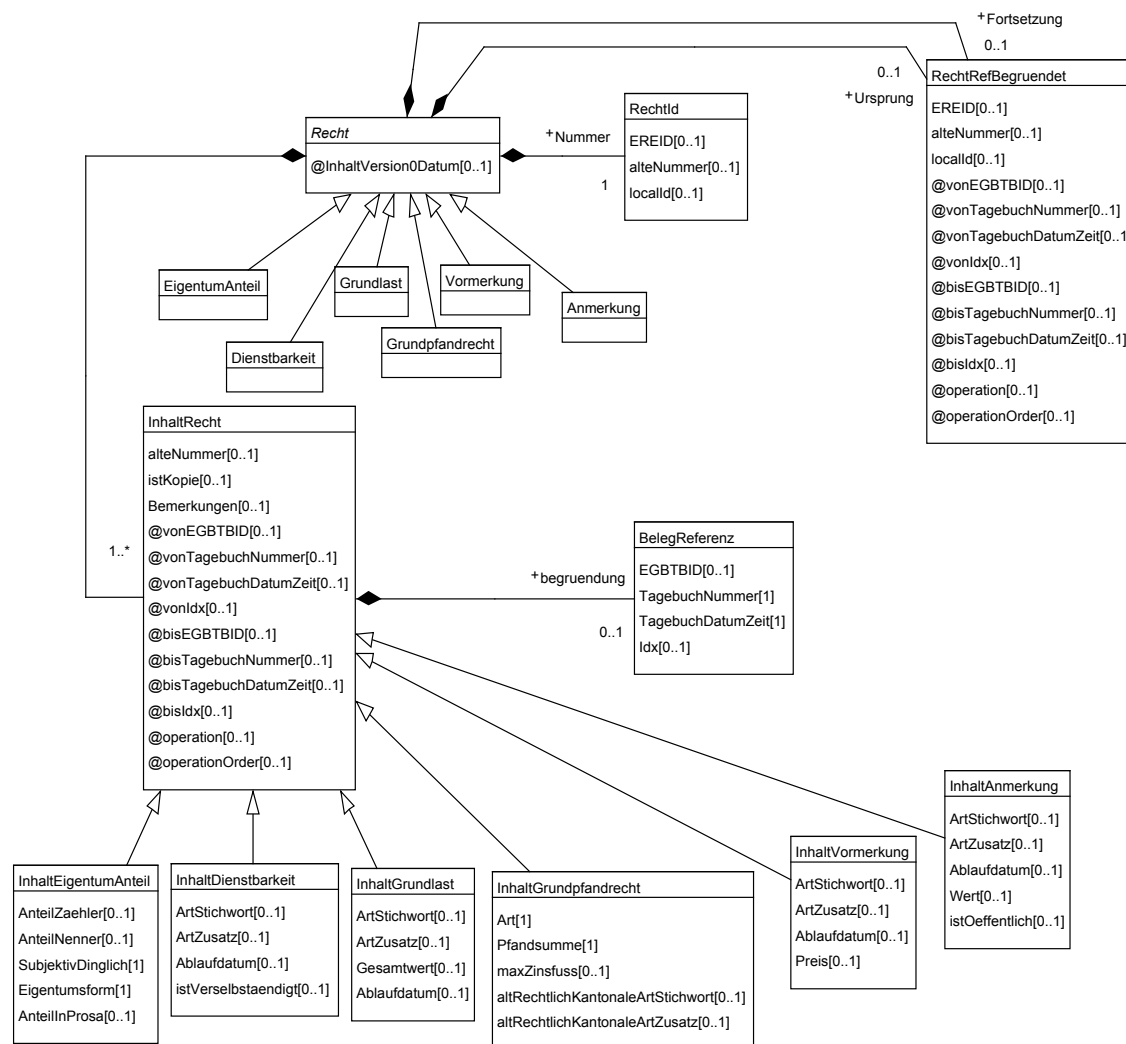 +Fortsetzung
0..1
0..1
+Ursprung
RechtRefBegruendet
EREID[0..1]
alteNummer[0..1]
localId[0..1]
@vonEGBTBID[0..1]
@vonTagebuchNummer[0..1]
@vonTagebuchDatumZeit[0..1]
@vonIdx[0..1]
@bisEGBTBID[0..1]
@bisTagebuchNummer[0..1]
@bisTagebuchDatumZeit[0..1]
@bisIdx[0..1]
@operation[0..1]
@operationOrder[0..1]
Recht
@InhaltVersion0Datum[0..1]
+Nummer
1
RechtId
EREID[0..1]
alteNummer[0..1]
localId[0..1]
EigentumAnteil
Dienstbarkeit
Grundlast
Grundpfandrecht
Vormerkung
Anmerkung
1..*
InhaltRecht
alteNummer[0..1]
istKopie[0..1]
Bemerkungen[0..1]
@vonEGBTBID[0..1]
@vonTagebuchNummer[0..1]
@vonTagebuchDatumZeit[0..1]
@vonIdx[0..1]
@bisEGBTBID[0..1]
@bisTagebuchNummer[0..1]
@bisTagebuchDatumZeit[0..1]
@bisIdx[0..1]
@operation[0..1]
@operationOrder[0..1]
+begruendung
0..1
BelegReferenz
EGBTBID[0..1]
TagebuchNummer[1]
TagebuchDatumZeit[1]
Idx[0..1]
InhaltEigentumAnteil
AnteilZaehler[0..1]
AnteilNenner[0..1]
SubjektivDinglich[1]
Eigentumsform[1]
AnteilInProsa[0..1]
InhaltDienstbarkeit
ArtStichwort[0..1]
ArtZusatz[0..1]
Ablaufdatum[0..1]
istVerselbstaendigt[0..1]
InhaltGrundlast
ArtStichwort[0..1]
ArtZusatz[0..1]
Gesamtwert[0..1]
Ablaufdatum[0..1]
InhaltGrundpfandrecht
Art[1]
Pfandsumme[1]
maxZinsfuss[0..1]
altRechtlichKantonaleArtStichwort[0..1]
altRechtlichKantonaleArtZusatz[0..1]
InhaltVormerkung
ArtStichwort[0..1]
ArtZusatz[0..1]
Ablaufdatum[0..1]
Preis[0..1]
InhaltAnmerkung
ArtStichwort[0..1]
ArtZusatz[0..1]
Ablaufdatum[0..1]
Wert[0..1]
istOeffentlich[0..1]